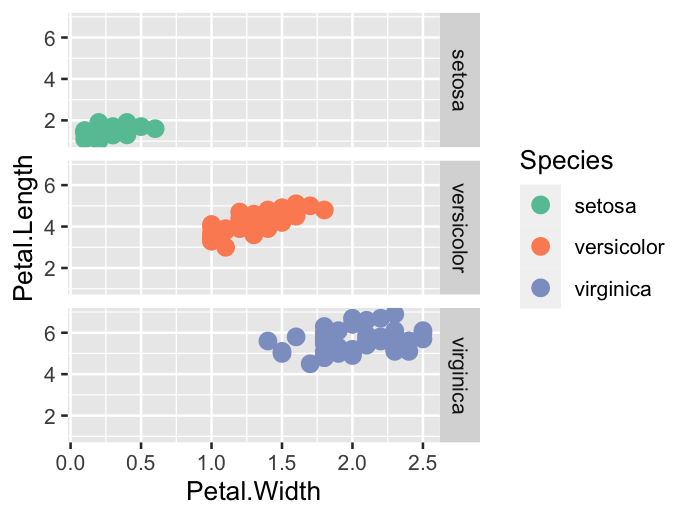 6
4
2
setosa
6
4
2
versicolor
6
4
2
virginica
0.0 0.5 1.0 1.5 2.0 2.5
Petal.Width
Petal.Length
Species
setosa
versicolor
virginica